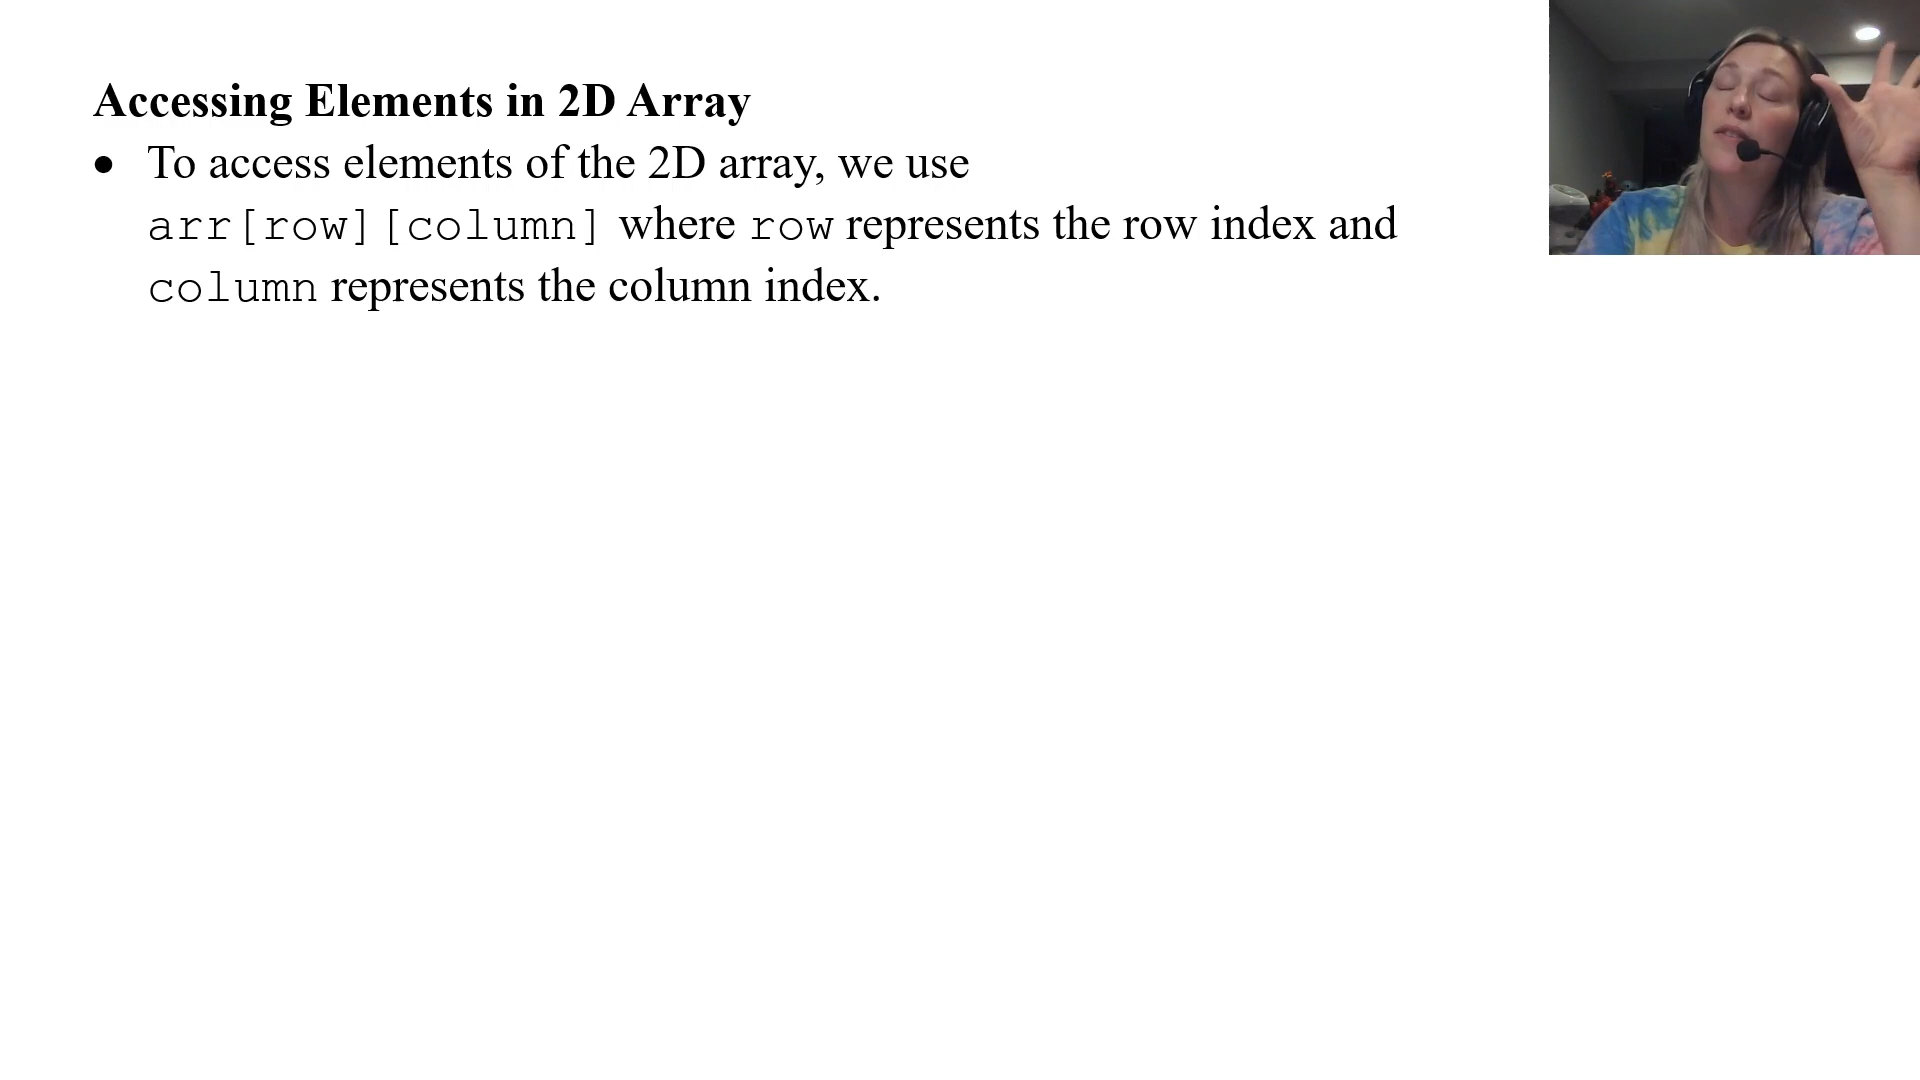 Accessing Elements in 2D Array
● To access elements of the 2D array, we use
arr[row][column] where row represents the row index and
column represents the column index.